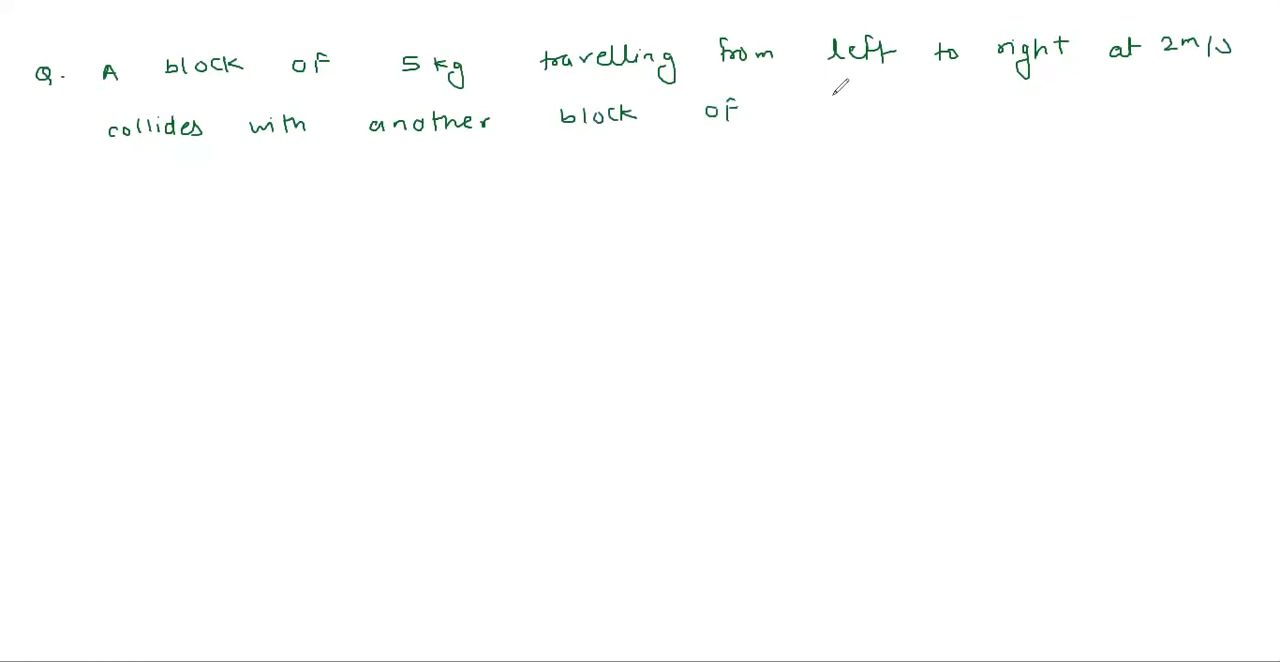 Q. A block of 5 kg travelling from left to right at 2m/s
collides with another block of